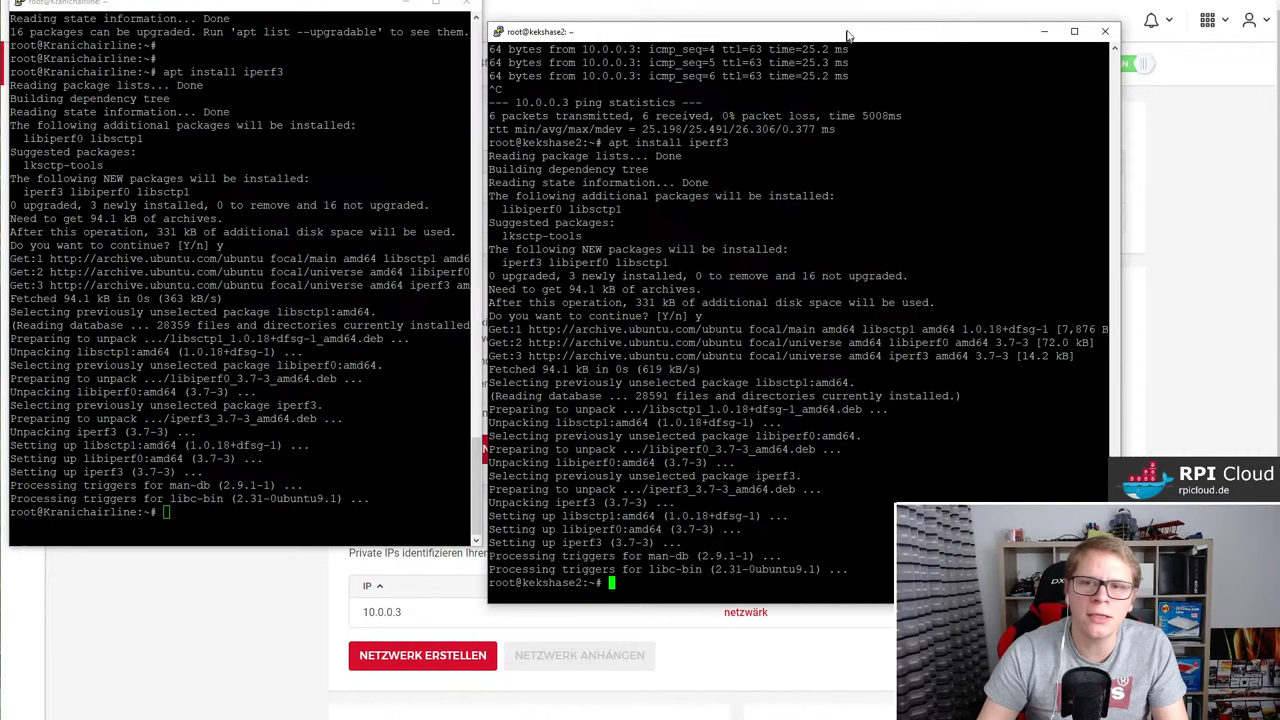 root@Kranichairline: ~
Reading state information... Done
16 packages can be upgraded. Run 'apt list --upgradable' to see them.
root@Kranichairline:~#
root@Kranichairline:~#
root@Kranichairline:~# apt install iperf3
Reading package lists... Done
Building dependency tree
Reading state information... Done
The following additional packages will be installed:
libiperf0 libsctp1
Suggested packages:
lksctp-tools
The following NEW packages will be installed:
iperf3 libiperf0 libsctp1
0 upgraded, 3 newly installed, 0 to remove and 16 not upgraded.
Need to get 94.1 kB of archives.
After this operation, 331 kB of additional disk space will be used.
Do you want to continue? [Y/n] y
Get:1 http://archive.ubuntu.com/ubuntu focal/main amd64 libsctp1 amd6
Get:2 http://archive.ubuntu.com/ubuntu focal/universe amd64 libiperf0
Get:3 http://archive.ubuntu.com/ubuntu focal/universe amd64 iperf3 am
Fetched 94.1 kB in 0s (363 kB/s)
Selecting previously unselected package libsctp1:amd64.
(Reading database ... 28359 files and directories currently installed
Preparing to unpack .../libsctp1_1.0.18+dfsg-1_amd64.deb ...
Unpacking libsctp1:amd64 (1.0.18+dfsg-1) ...
Selecting previously unselected package libiperf0:amd64.
Preparing to unpack .../libiperf0_3.7-3_amd64.deb ...
Unpacking libiperf0:amd64 (3.7-3) ...
Selecting previously unselected package iperf3.
Preparing to unpack .../iperf3_3.7-3_amd64.deb ...
Unpacking iperf3 (3.7-3) ...
Setting up libsctp1:amd64 (1.0.18+dfsg-1) ...
Setting up libiperf0:amd64 (3.7-3) ...
Setting up iperf3 (3.7-3) ...
Processing triggers for man-db (2.9.1-1) ...
Processing triggers for libc-bin (2.31-0ubuntu9.1) ...
root@Kranichairline:~#
root@kekshase2: ~
64 bytes from 10.0.0.3: icmp_seq=4 ttl=63 time=25.2 ms
64 bytes from 10.0.0.3: icmp_seq=5 ttl=63 time=25.3 ms
64 bytes from 10.0.0.3: icmp_seq=6 ttl=63 time=25.2 ms
^C
--- 10.0.0.3 ping statistics ---
6 packets transmitted, 6 received, 0% packet loss, time 5008ms
rtt min/avg/max/mdev = 25.198/25.491/26.306/0.377 ms
root@kekshase2:~# apt install iperf3
Reading package lists... Done
Building dependency tree
Reading state information... Done
The following additional packages will be installed:
libiperf0 libsctp1
Suggested packages:
lksctp-tools
The following NEW packages will be installed:
iperf3 libiperf0 libsctp1
0 upgraded, 3 newly installed, 0 to remove and 16 not upgraded.
Need to get 94.1 kB of archives.
After this operation, 331 kB of additional disk space will be used.
Do you want to continue? [Y/n] y
Get:1 http://archive.ubuntu.com/ubuntu focal/main amd64 libsctp1 amd64 1.0.18+dfsg-1 [7,876 B
Get:2 http://archive.ubuntu.com/ubuntu focal/universe amd64 libiperf0 amd64 3.7-3 [72.0 kB]
Get:3 http://archive.ubuntu.com/ubuntu focal/universe amd64 iperf3 amd64 3.7-3 [14.2 kB]
Fetched 94.1 kB in 0s (619 kB/s)
Selecting previously unselected package libsctp1:amd64.
(Reading database ... 28591 files and directories currently installed.)
Preparing to unpack .../libsctp1_1.0.18+dfsg-1_amd64.deb ...
Unpacking libsctp1:amd64 (1.0.18+dfsg-1) ...
Selecting previously unselected package libiperf0:amd64.
Preparing to unpack .../libiperf0_3.7-3_amd64.deb ...
Unpacking libiperf0:amd64 (3.7-3) ...
Selecting previously unselected package iperf3.
Preparing to unpack .../iperf3_3.7-3_amd64.deb ...
Unpacking iperf3 (3.7-3) ...
Setting up libsctp1:amd64 (1.0.18+dfsg-1) ...
Setting up libiperf0:amd64 (3.7-3) ...
Setting up iperf3 (3.7-3) ...
Processing triggers for man-db (2.9.1-1) ...
Processing triggers for libc-bin (2.31-0ubuntu9.1) ...
root@kekshase2:~#
RPI Cloud
rpicloud.de
Private IPs identifizieren Ihren
IP
10.0.0.3
netzwärk
NETZWERK ERSTELLEN
NETZWERK ANHÄNGEN